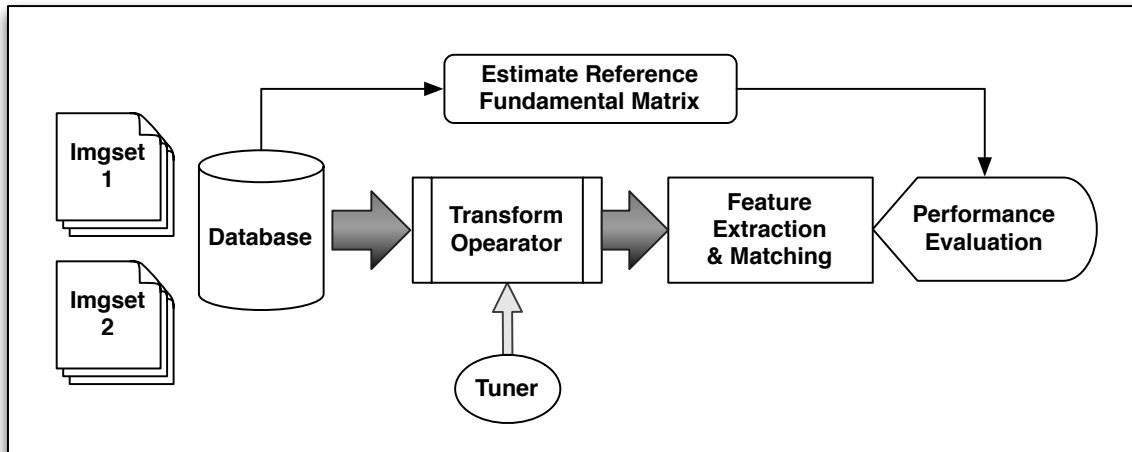 Estimate Reference
Fundamental Matrix
Imgset
1
Imgset
2
Database
Transform
Opearator
Feature
Extraction
& Matching
Performance
Evaluation
Tuner